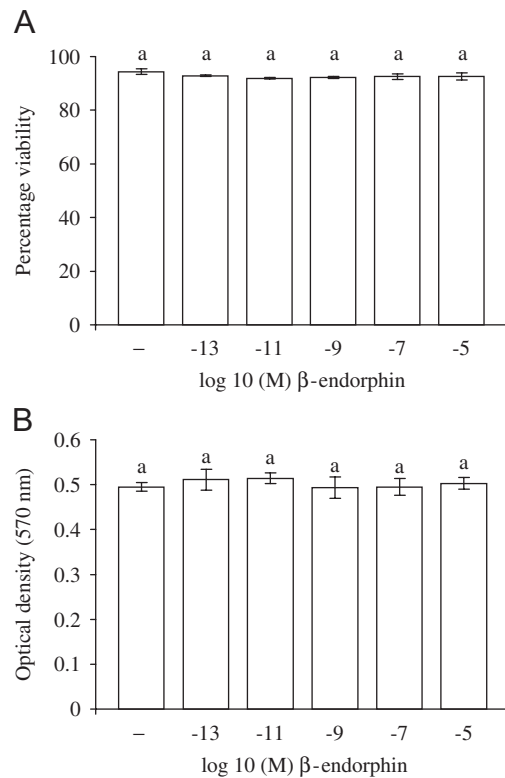 A
100
80
60
40
20
0
Percentage viability
a a a a a a
– -13 -11 -9 -7 -5
log 10 (M) β-endorphin
B
0.6
0.5
0.4
0.3
0.2
0.1
0
Optical density (570 nm)
a a a a a a
– -13 -11 -9 -7 -5
log 10 (M) β-endorphin